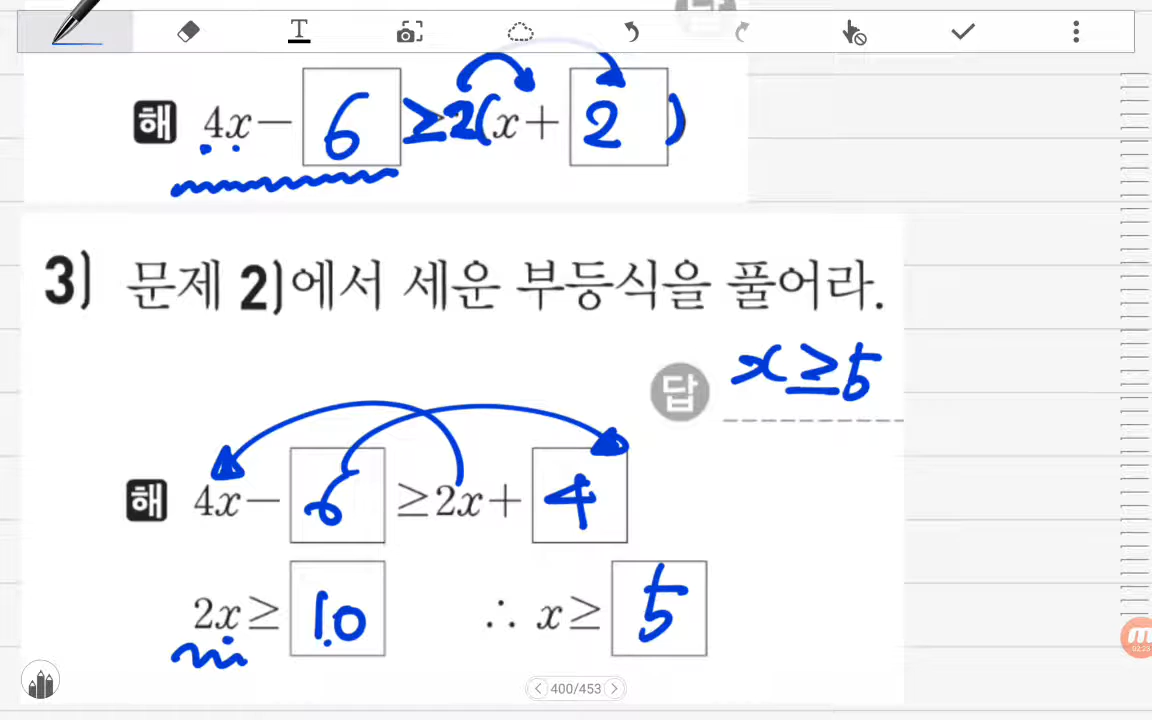 답
T
해 4x− 6 ≥2(x+ 2 )
3) 문제 2)에서 세운 부등식을 풀어라.
답 x≥5
해 4x− 6 ≥2x+ 4
2x≥ 10 ∴ x≥ 5
400/453